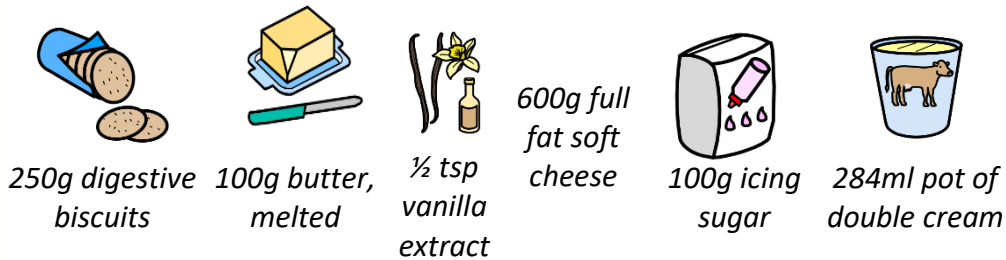 250g digestive
biscuits
100g butter,
melted
½ tsp
vanilla
extract
600g full
fat soft
cheese
100g icing
sugar
284ml pot of
double cream